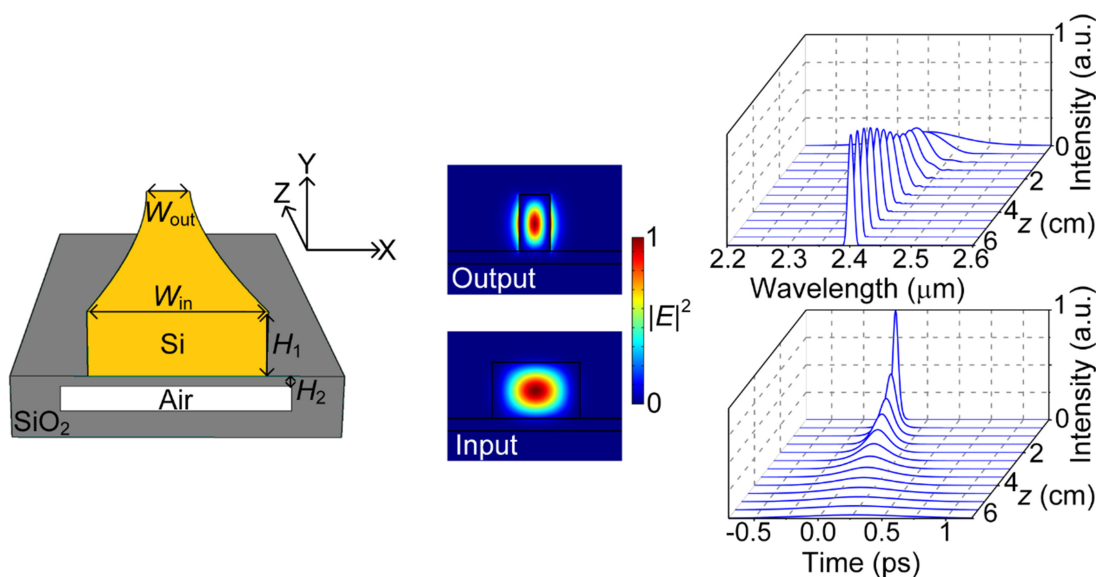 Y
Z
X
W_out
W_in
Si
H_1
H_2
Air
SiO_2
Output
Input
1
0
|E|^2
1
0
Intensity (a.u.)
2
4
6
z (cm)
2.2 2.3 2.4 2.5 2.6
Wavelength (μm)
1
0
Intensity (a.u.)
2
4
6
z (cm)
-0.5 0.0 0.5 1
Time (ps)